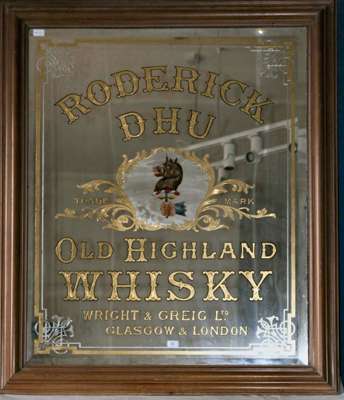 RODERICK
DHU
TRADE MARK
OLD HIGHLAND
WHISKY
WRIGHT & GREIG LD
GLASGOW & LONDON